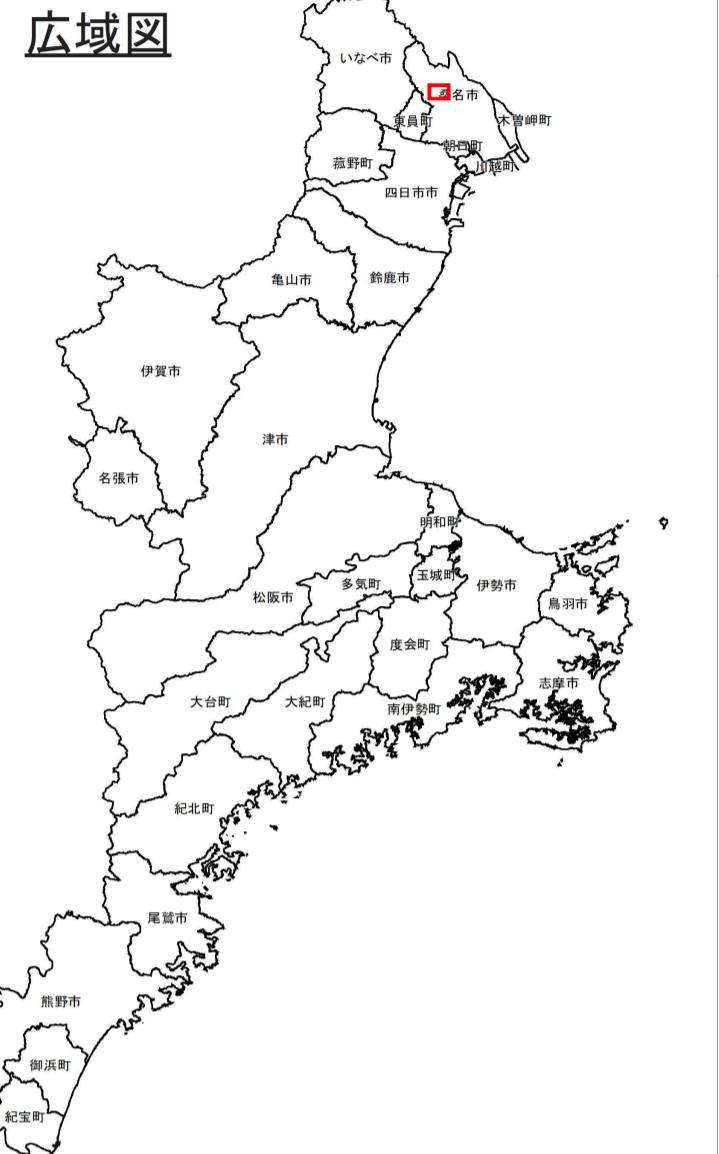 広域図
いなべ市
桑名市
東員町
木曽岬町
朝日町
菰野町
川越町
四日市市
亀山市
鈴鹿市
伊賀市
津市
名張市
明和町
玉城町
多気町
伊勢市
松阪市
鳥羽市
度会町
志摩市
大台町
大紀町
南伊勢町
紀北町
尾鷲市
熊野市
御浜町
紀宝町